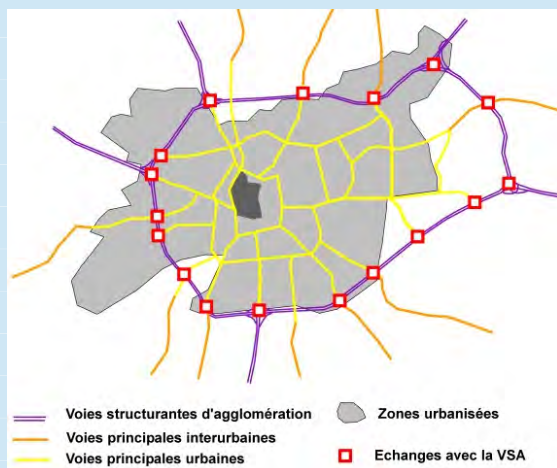 Voies structurantes d'agglomération
Zones urbanisées
Voies principales interurbaines
Voies principales urbaines
Echanges avec la VSA